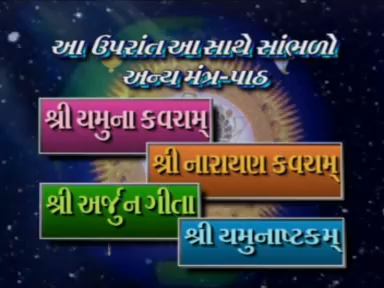 આ ઉપરાંત આ સાથે સાંભળો
અન્ય મંત્ર-પાઠ
શ્રી યમુના કવચમ્
શ્રી નારાયણ કવચમ્
શ્રી અર્જુન ગીતા
શ્રી યમુનાષ્ટકમ્